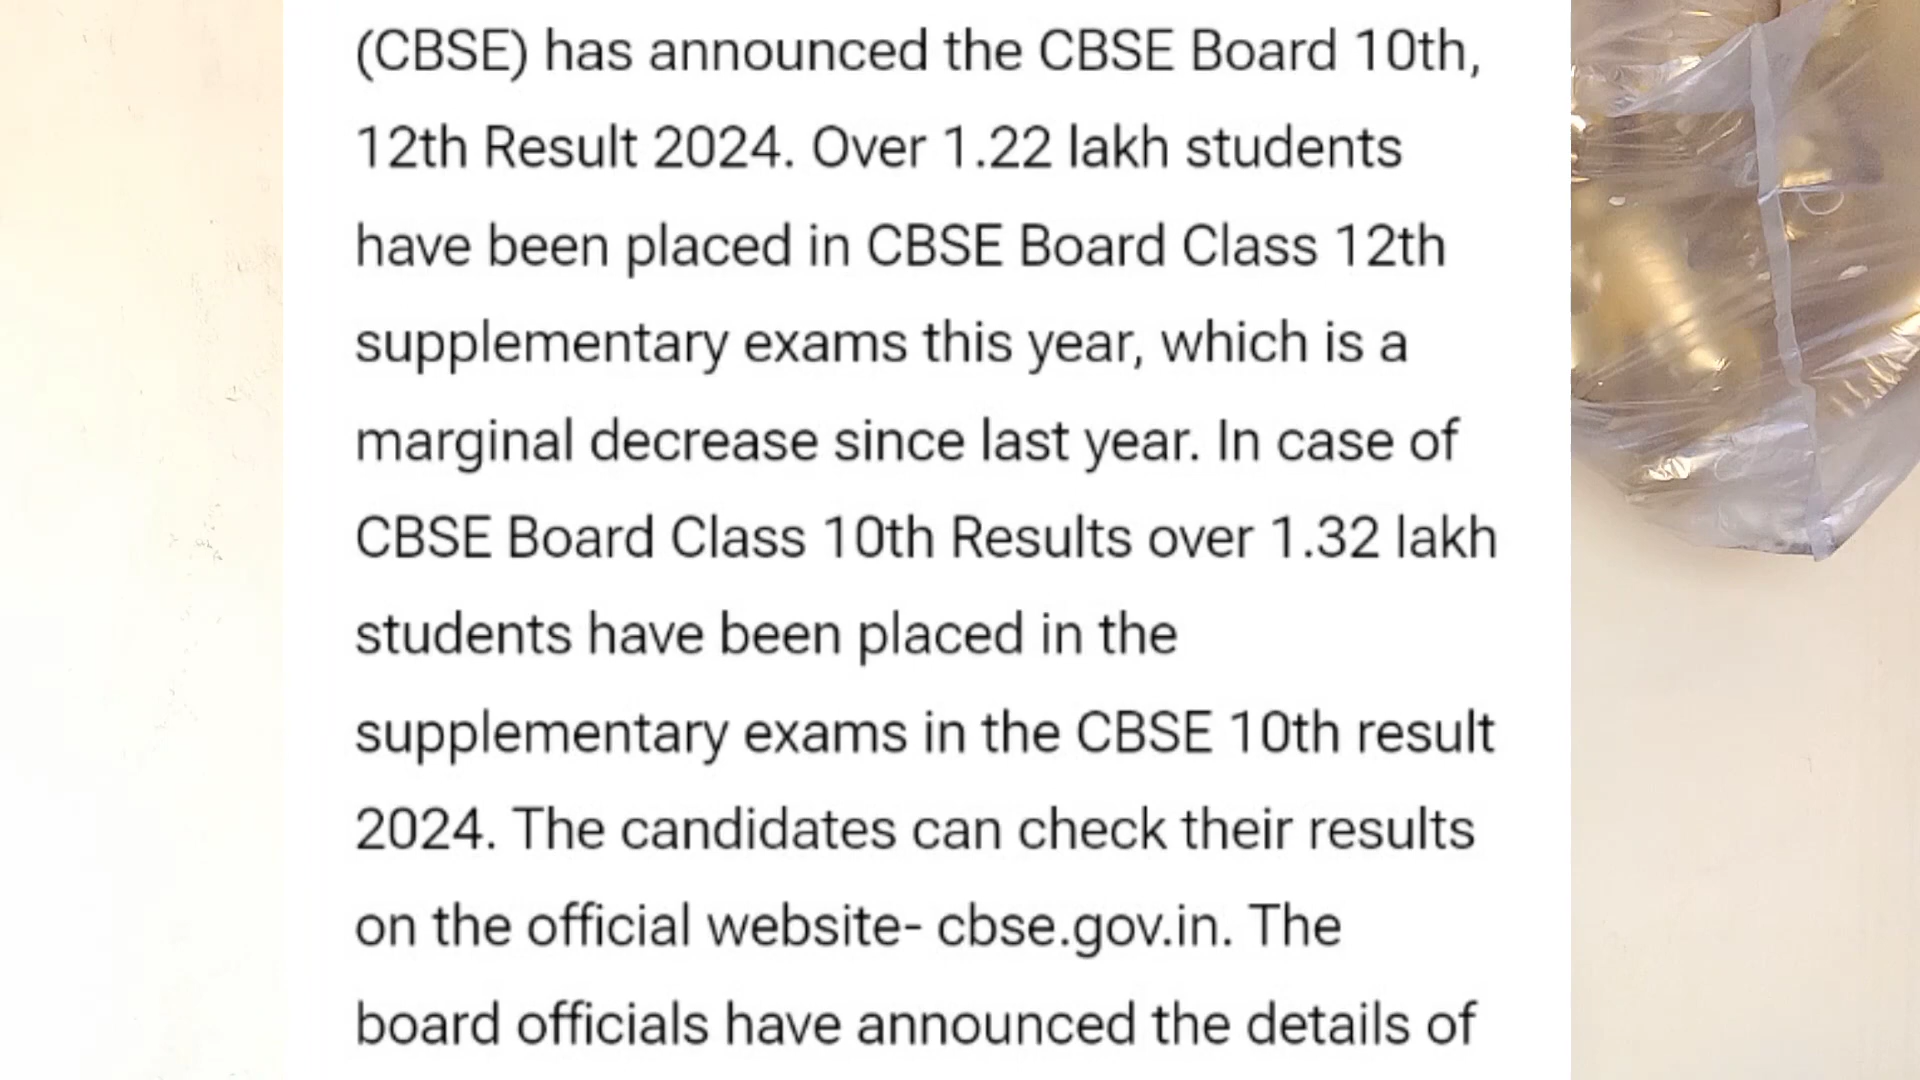 (CBSE) has announced the CBSE Board 10th,
12th Result 2024. Over 1.22 lakh students
have been placed in CBSE Board Class 12th
supplementary exams this year, which is a
marginal decrease since last year. In case of
CBSE Board Class 10th Results over 1.32 lakh
students have been placed in the
supplementary exams in the CBSE 10th result
2024. The candidates can check their results
on the official website- cbse.gov.in. The
board officials have announced the details of